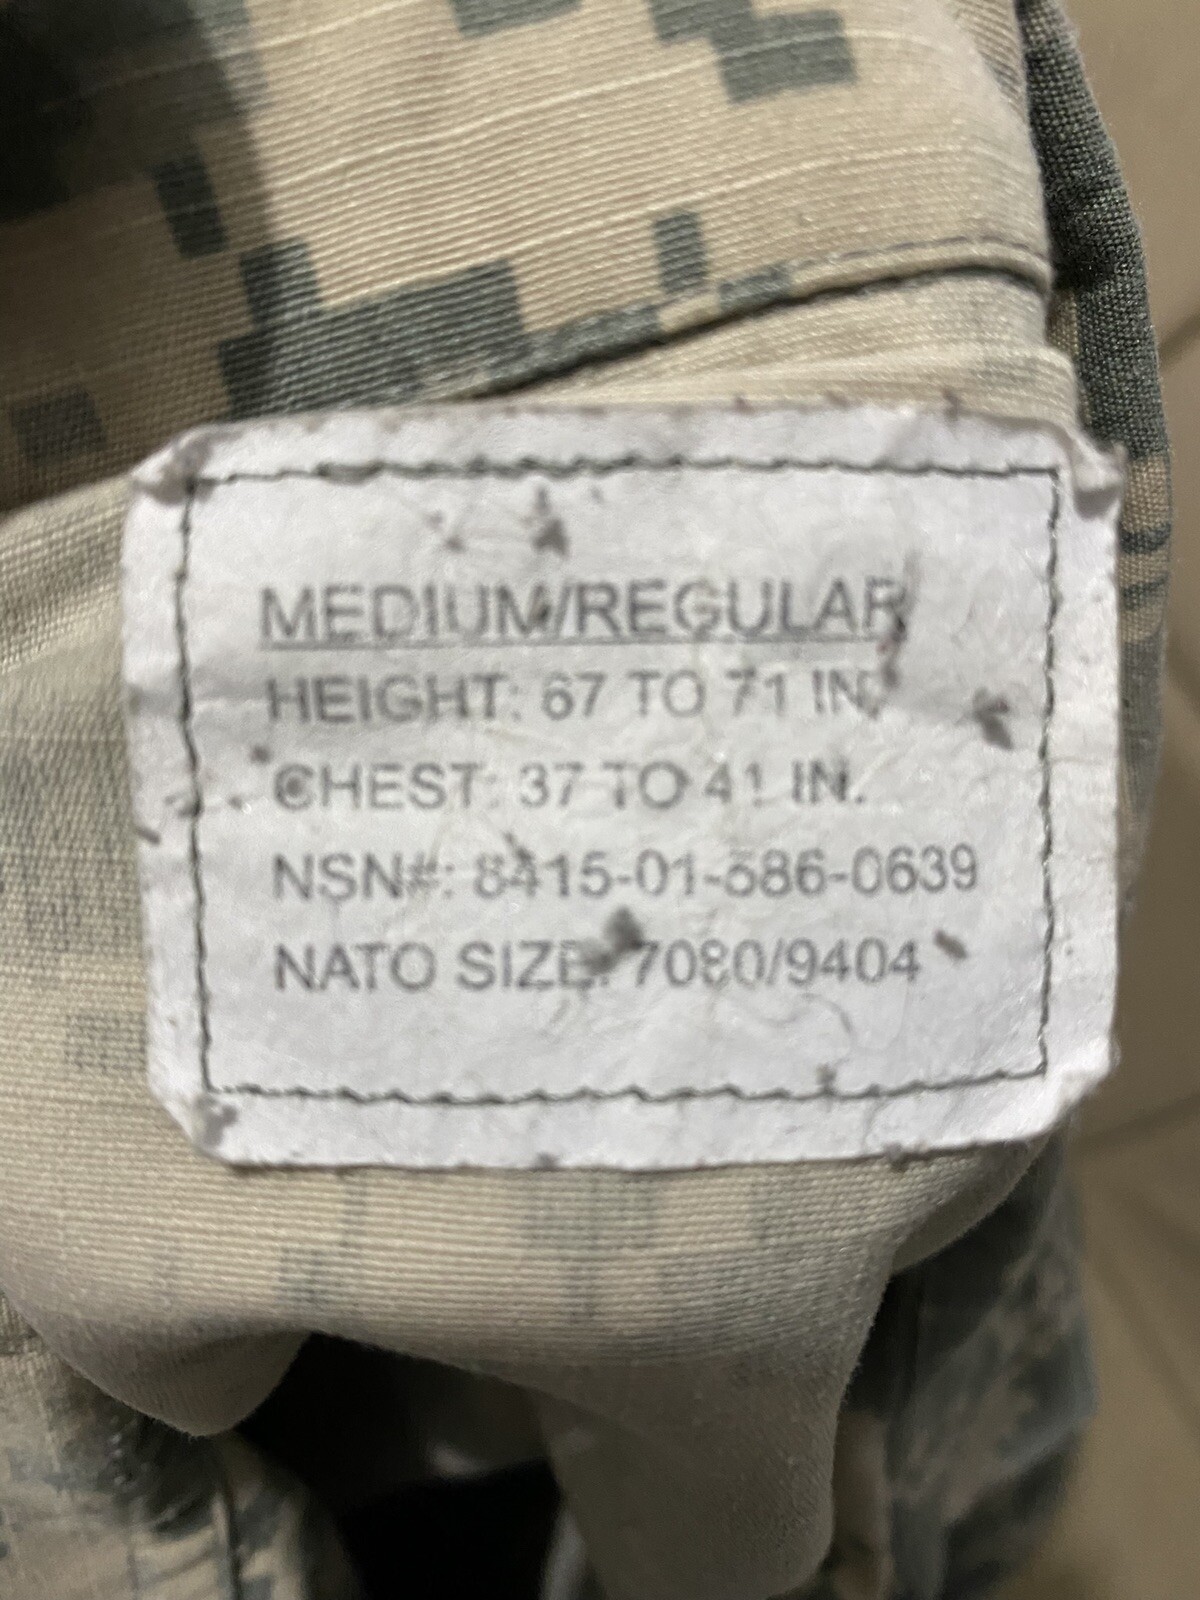 MEDIUM/REGULAR
HEIGHT: 67 TO 71 IN.
CHEST: 37 TO 41 IN.
NSN#: 8415-01-586-0639
NATO SIZE: 7080/9404